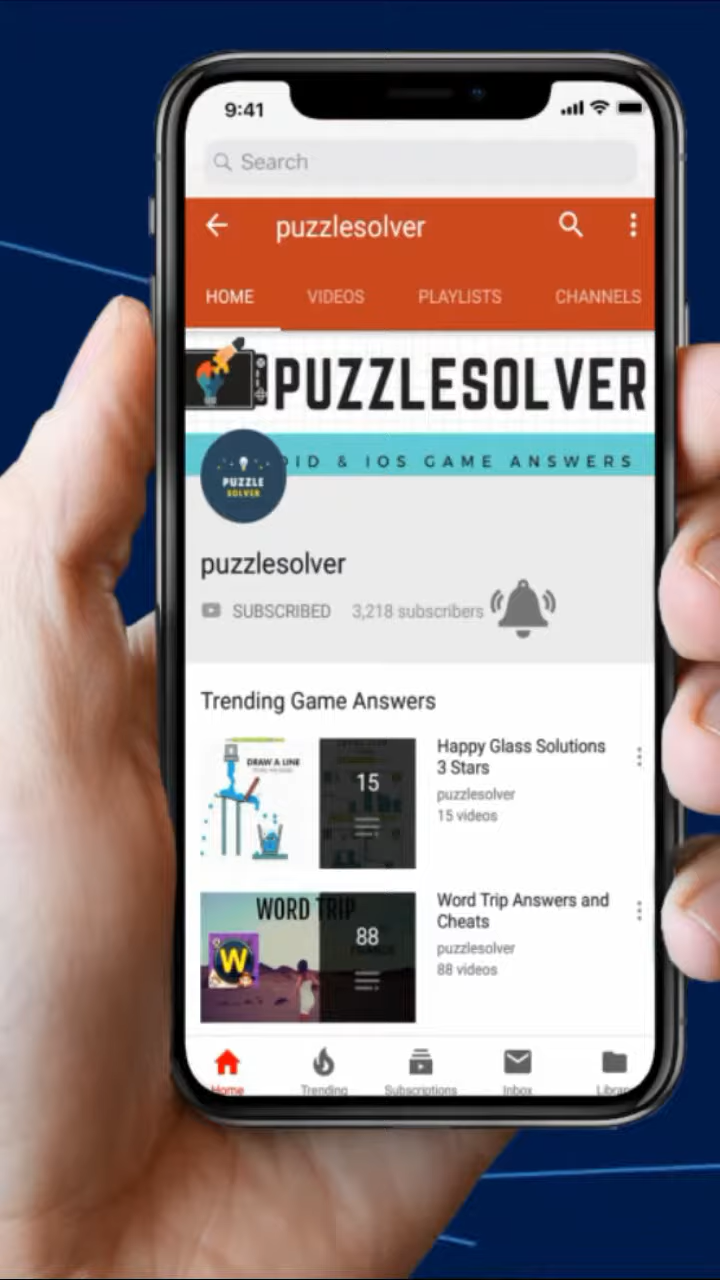 9:41
Search
puzzlesolver
HOME VIDEOS PLAYLISTS CHANNELS
PUZZLESOLVER
OID & IOS GAME ANSWERS
PUZZLE
SOLVER
puzzlesolver
SUBSCRIBED 3,218 subscribers
Trending Game Answers
DRAW A LINE
15
Happy Glass Solutions
3 Stars
puzzlesolver
15 videos
WORD TRIP
W
88
Word Trip Answers and
Cheats
puzzlesolver
88 videos
Home Trending Subscriptions Inbox Librar